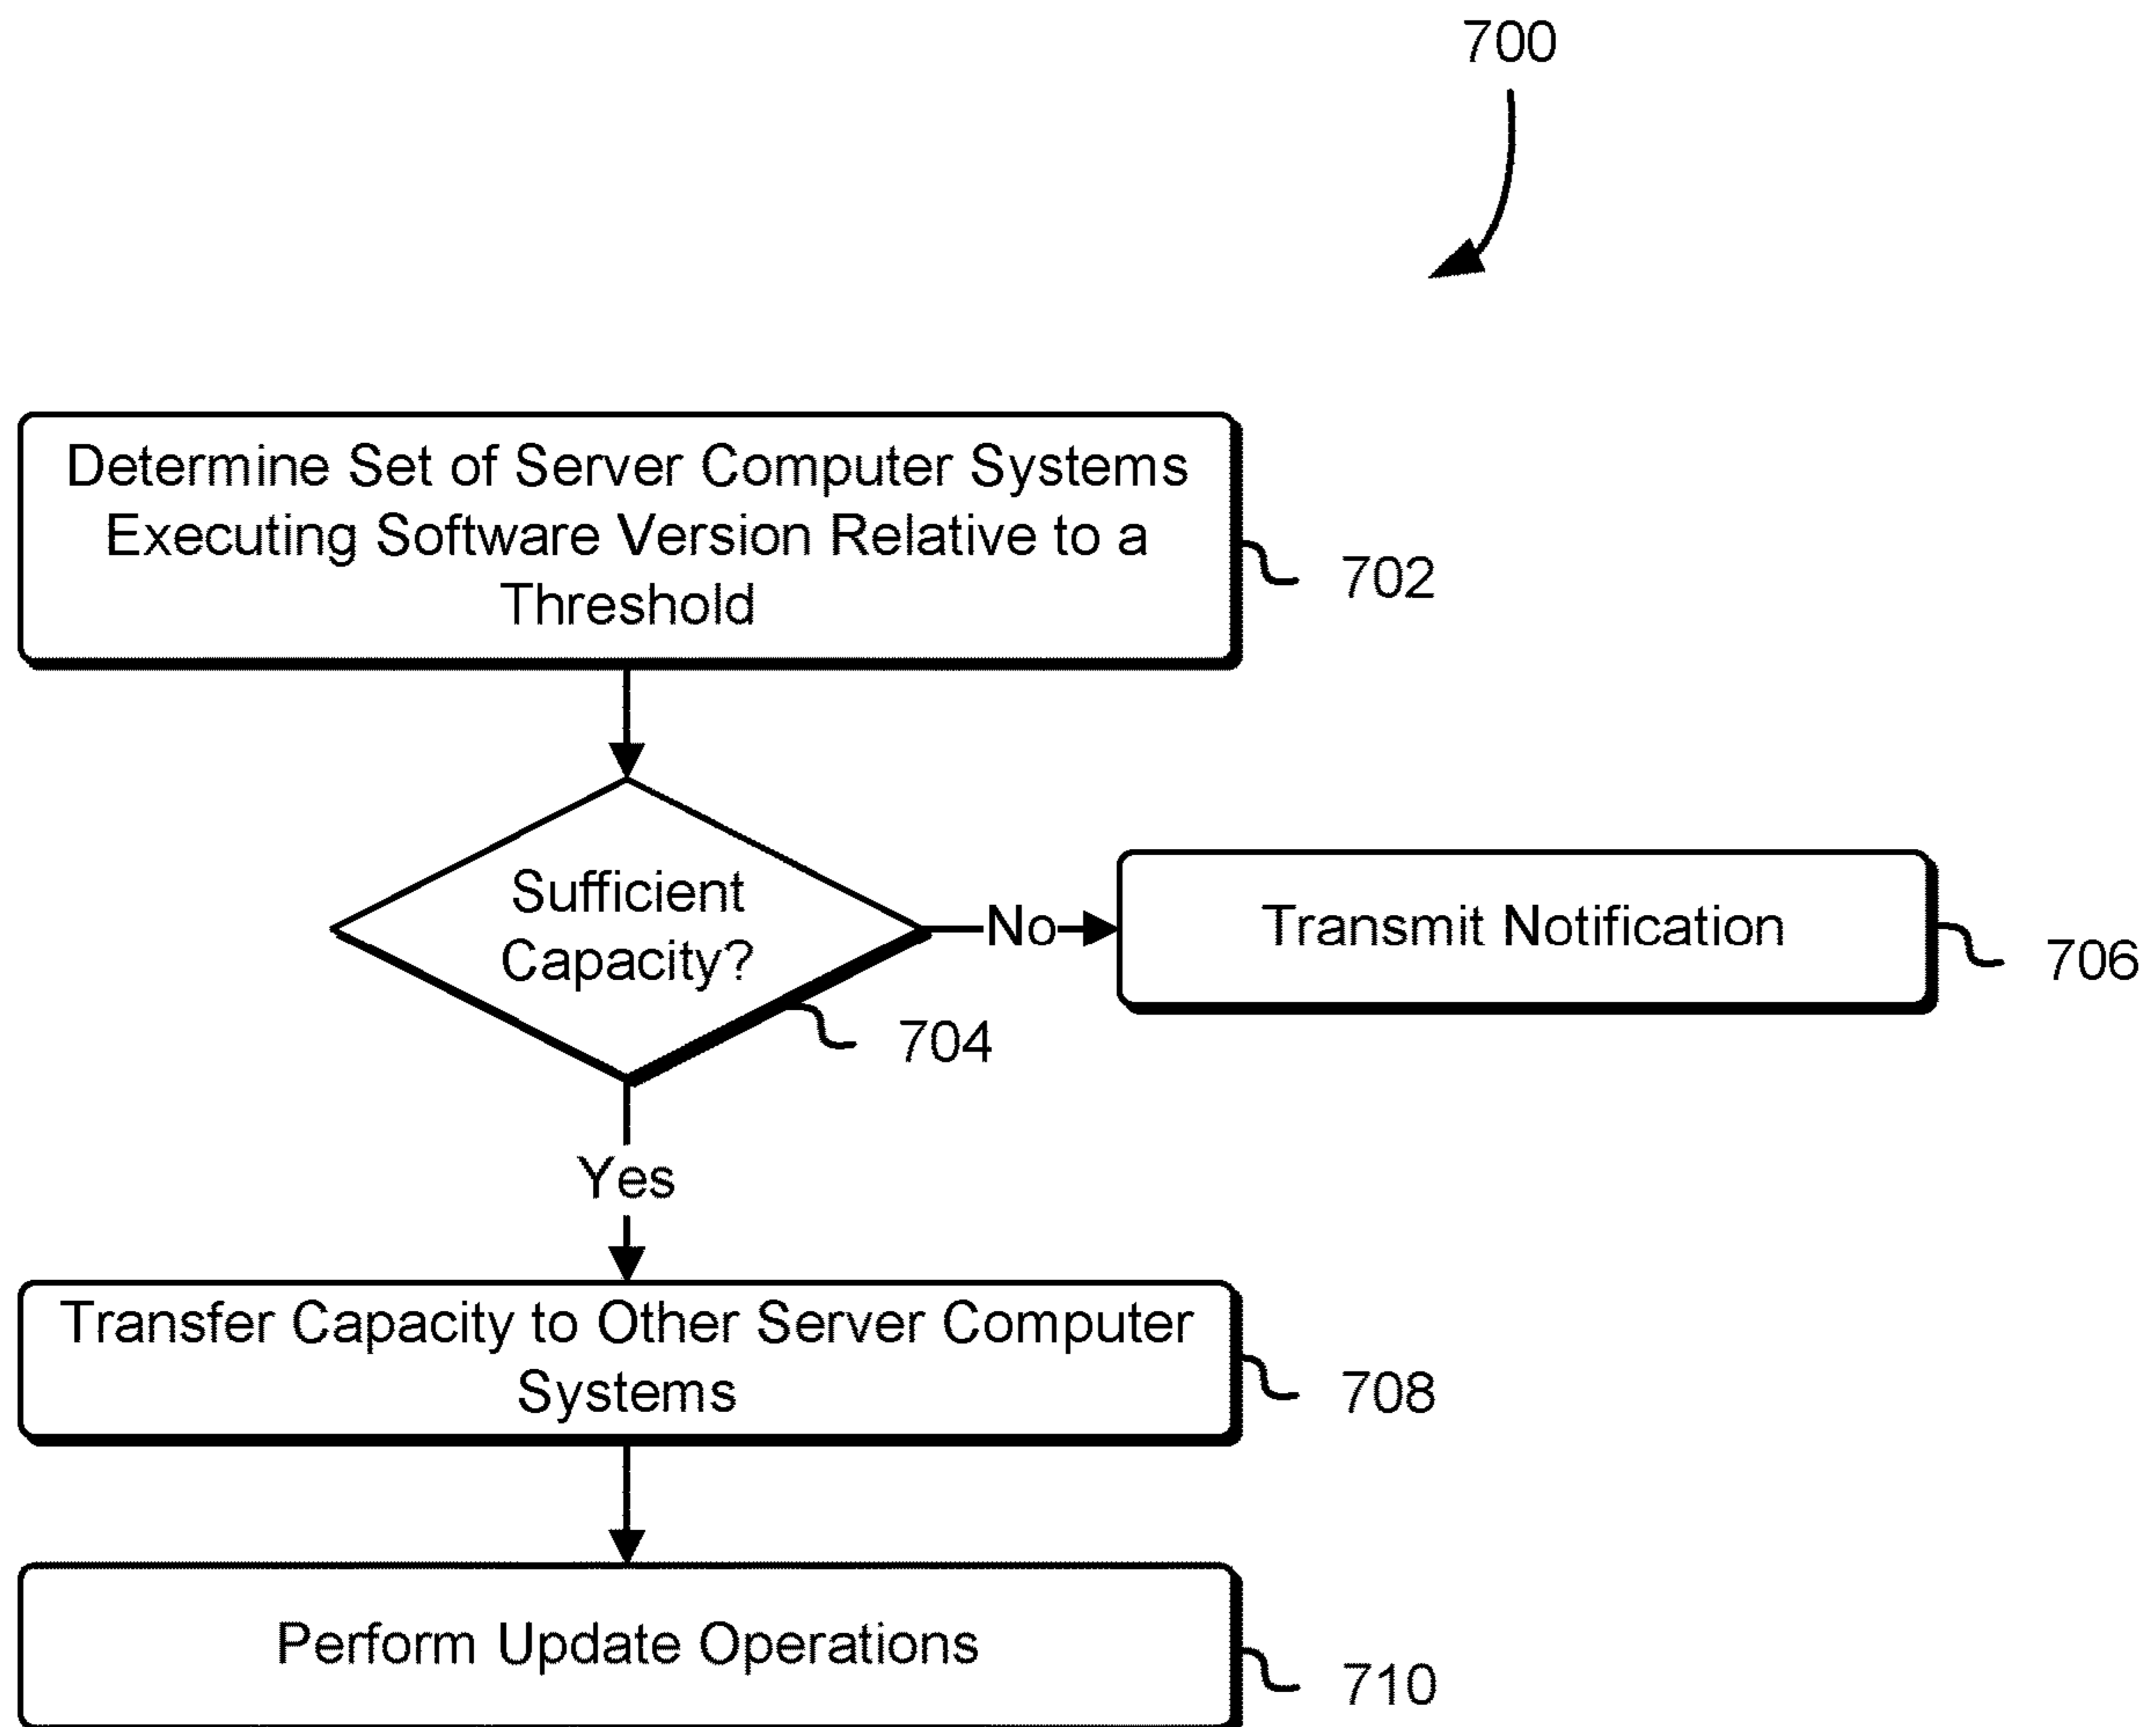 700
Determine Set of Server Computer Systems
Executing Software Version Relative to a
Threshold
702
Sufficient
Capacity?
No
Transmit Notification
706
704
Yes
Transfer Capacity to Other Server Computer
Systems
708
Perform Update Operations
710